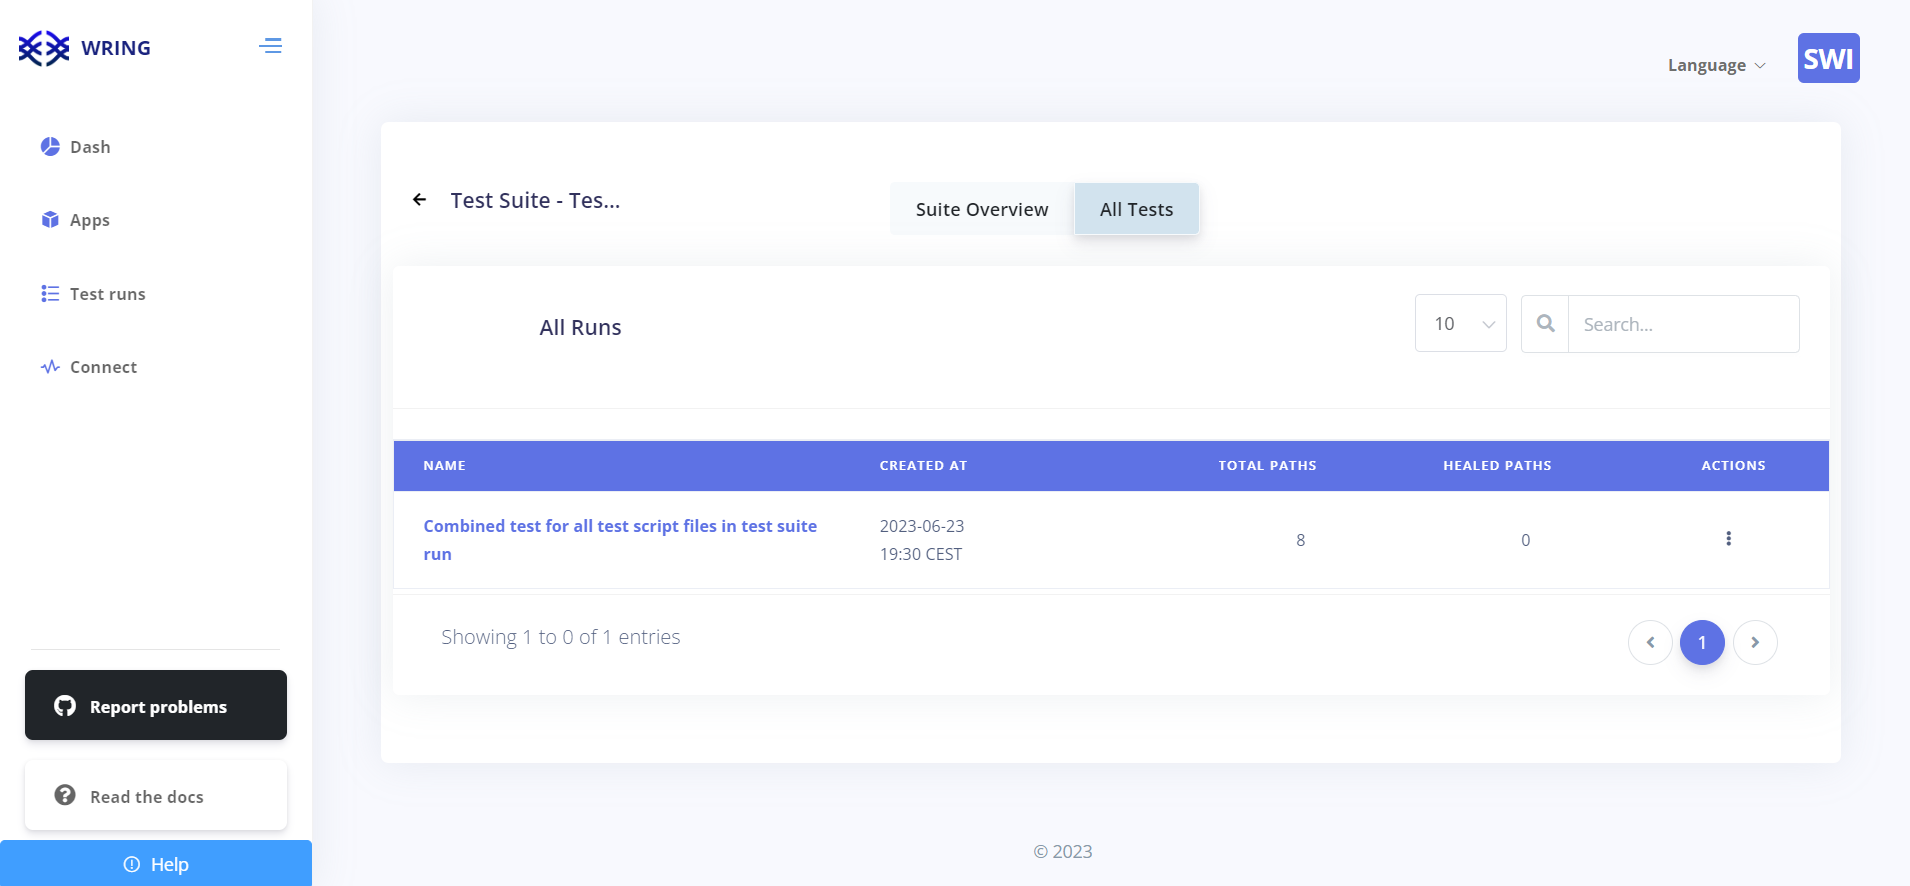 WRING
Language
SWI
Dash
Apps
Test runs
Connect
Report problems
Read the docs
Help
Test Suite - Tes...
Suite Overview
All Tests
All Runs
10
Search...
NAME CREATED AT TOTAL PATHS HEALED PATHS ACTIONS
Combined test for all test script files in test suite
run
2023-06-23
19:30 CEST
8
0
Showing 1 to 0 of 1 entries
1
© 2023